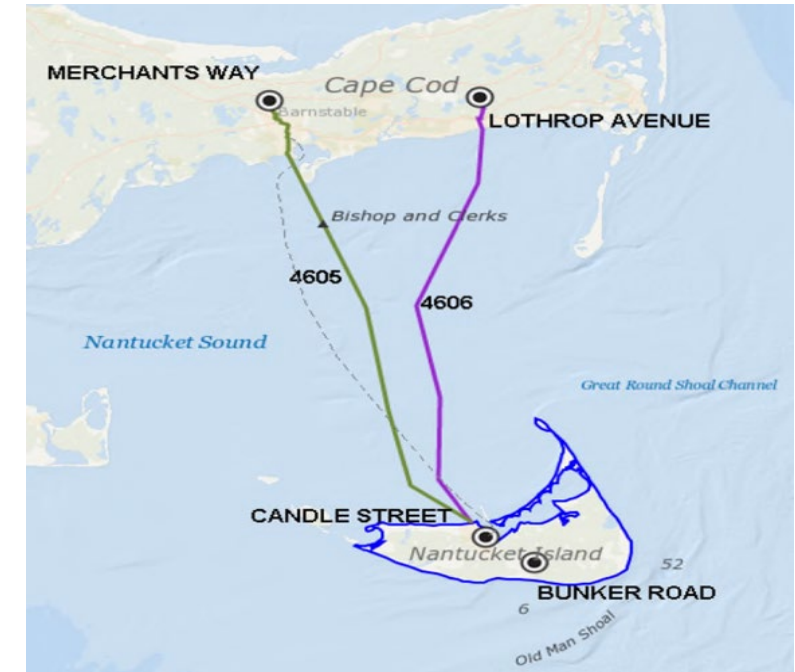 MERCHANTS WAY
Cape Cod
Barnstable
LOTHROP AVENUE
Bishop and Clerks
4605
4606
Nantucket Sound
Great Round Shoal Channel
CANDLE STREET
Nantucket Island
52
BUNKER ROAD
6
Old Man Shoal